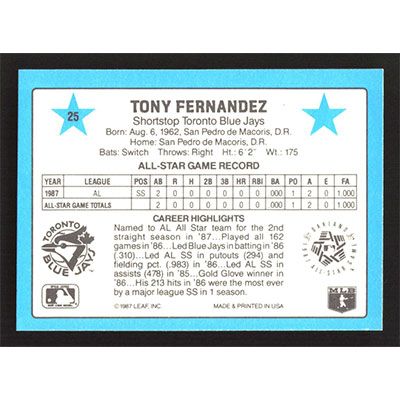 25
TONY FERNANDEZ
Shortstop Toronto Blue Jays
Born: Aug. 6, 1962, San Pedro de Macoris, D.R.
Home: San Pedro de Macoris, D.R.
Bats: Switch Throws: Right Ht.: 6'2" Wt.: 175
ALL-STAR GAME RECORD
YEAR LEAGUE POS AB R H 2B 3B HR RBI BA PO A E FA
1987 AL SS 2 0 0 0 0 0 0 000 2 0 1.000
ALL-STAR GAME TOTALS 2 0 0 0 0 0 0 000 2 0 1.000
CAREER HIGHLIGHTS
Named to AL All Star team for the 2nd
straight season in '87...Played all 162
games in '86...Led Blue Jays in batting in '86
(.310)...Led AL SS in putouts (294) and
fielding pct. (.983) in '86...Led AL SS in
assists (478) in '85...Gold Glove winner in
'86...His 213 hits in '86 were the most ever
by a major league SS in 1 season.
TORONTO
BLUE JAYS
OAKLAND
ALL-STAR
MLB
©1987 LEAF, INC. MADE & PRINTED IN USA